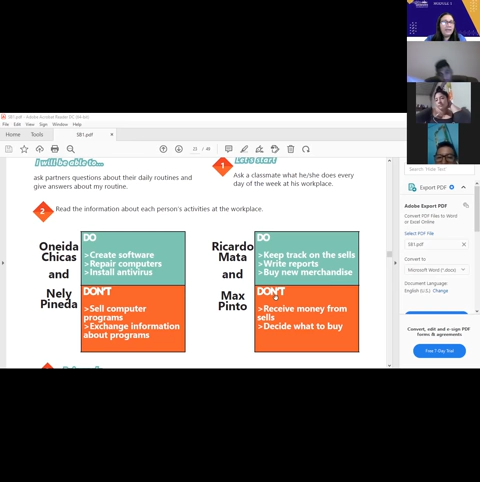 MODULE 3
SB1.pdf - Adobe Acrobat Reader DC (64-bit)
File Edit View Sign Window Help
Home Tools SB1.pdf ×
21 / 48
I will be able to...
ask partners questions about their daily routines and
give answers about my routine.
1 Let's start
Ask a classmate what he/she does every
day of the week at his workplace.
2 Read the information about each person's activities at the workplace.
Oneida
Chicas
and
Nely
Pineda
DO
>Create software
>Repair computers
>Install antivirus
DON'T
>Sell computer
programs
>Exchange information
about programs
Ricardo
Mata
and
Max
Pinto
DO
>Keep track on the sells
>Write reports
>Buy new merchandise
DON'T
>Receive money from
sells
>Decide what to buy
Search 'Hide Text'
Export PDF
Adobe Export PDF
Convert PDF Files to Word
or Excel Online
Select PDF File
SB1.pdf ×
Convert to
Microsoft Word (*.docx)
Document Language:
English (U.S.) Change
Convert, edit and e-sign PDF
forms & agreements
Free 7-Day Trial